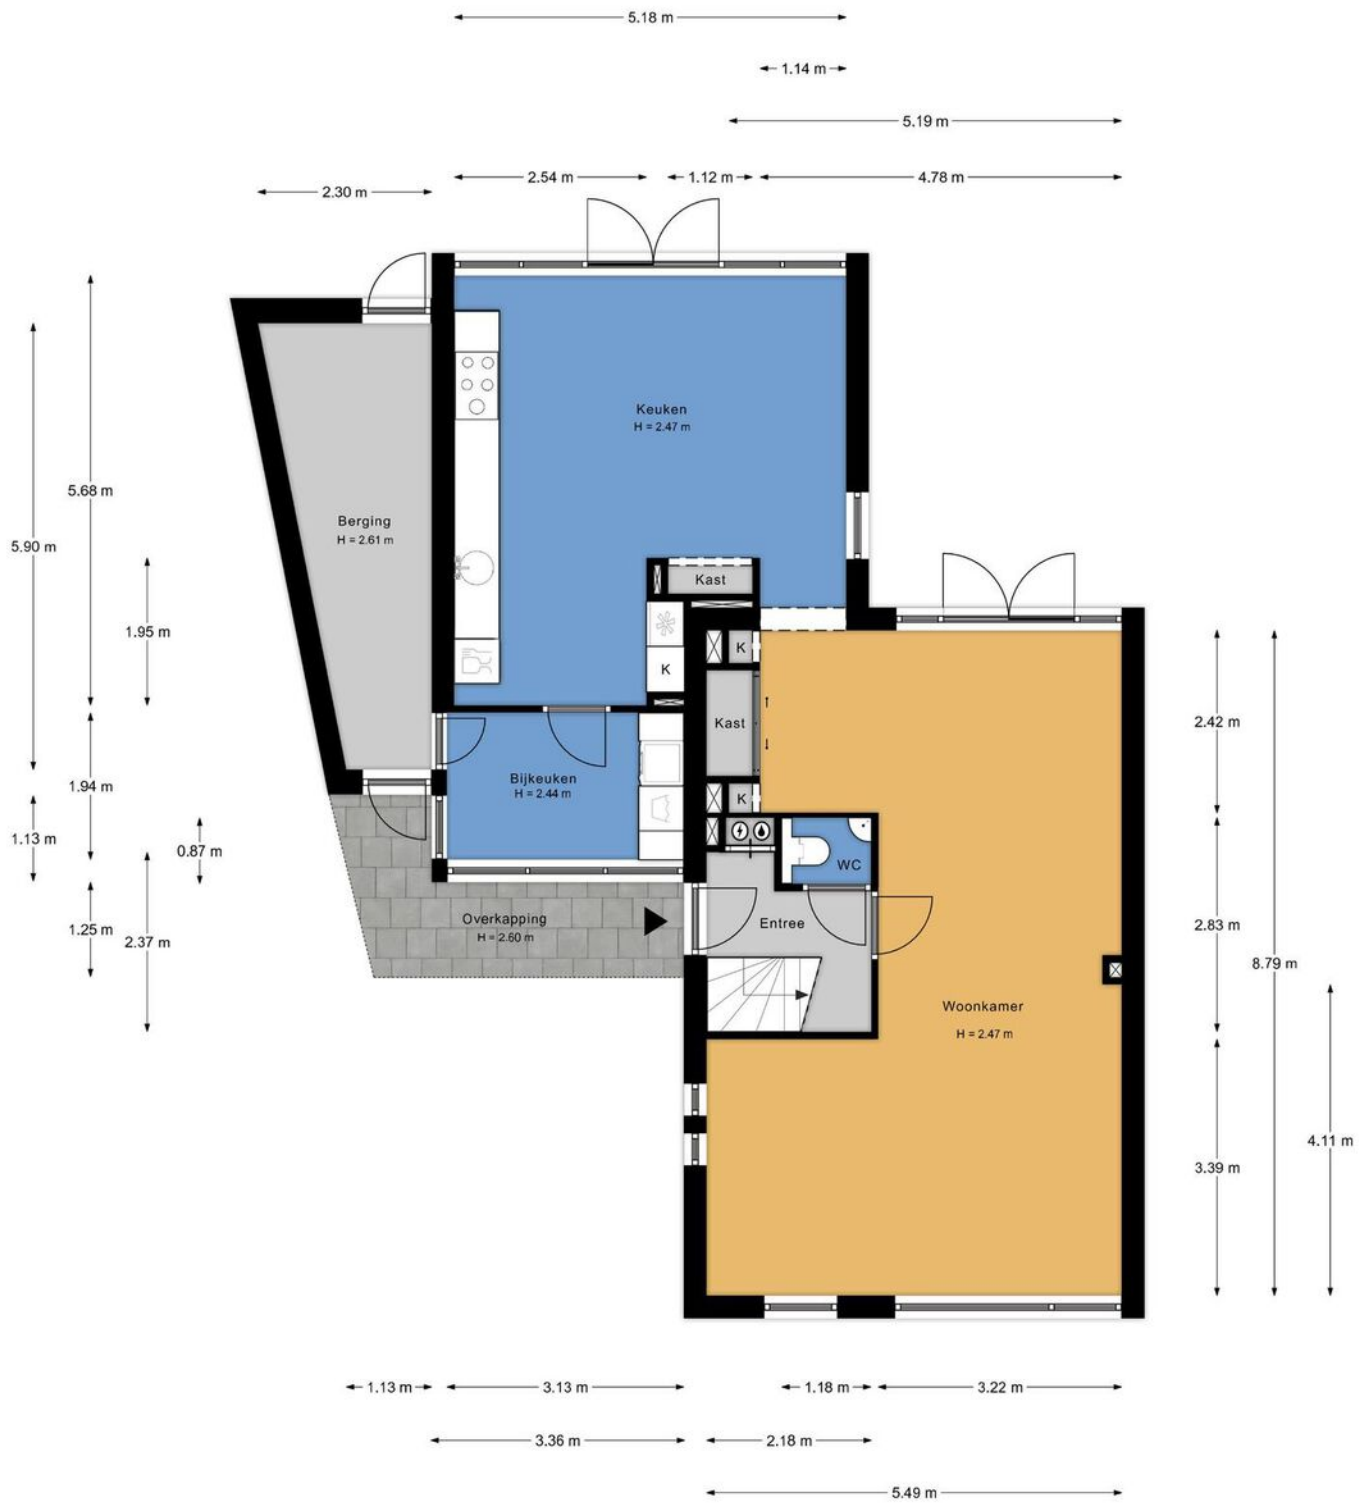 5.18 m
1.14 m
5.19 m
2.54 m
1.12 m
4.78 m
2.30 m
Keuken
H = 2.47 m
5.68 m
Berging
H = 2.61 m
5.90 m
Kast
1.95 m
K
K
Kast
2.42 m
Bijkeuken
H = 2.44 m
1.94 m
K
1.13 m
0.87 m
WC
Overkapping
H = 2.60 m
Entree
1.25 m
2.37 m
2.83 m
8.79 m
Woonkamer
H = 2.47 m
4.11 m
3.39 m
1.13 m
3.13 m
1.18 m
3.22 m
3.36 m
2.18 m
5.49 m